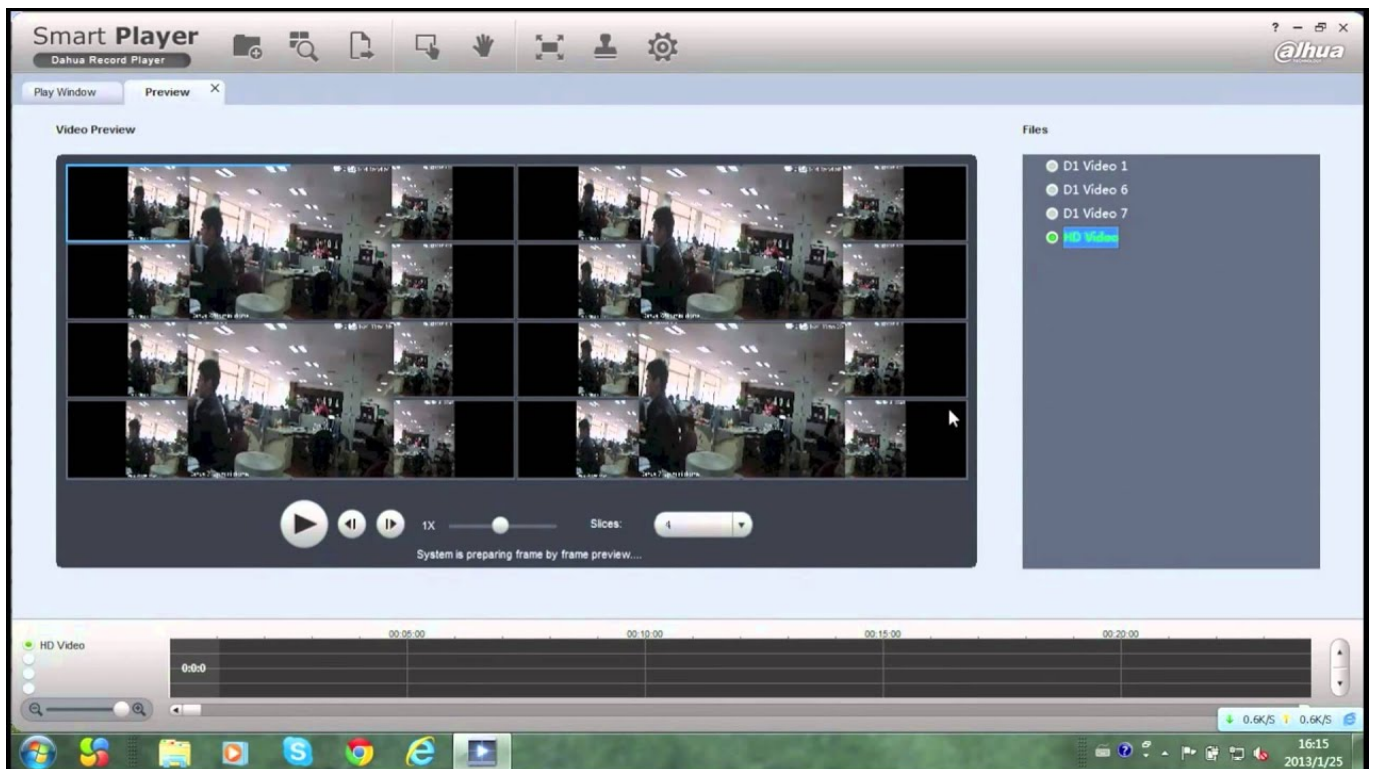 Smart Player
Dahua Record Player
alhua
Play Window
Preview
Video Preview
Files
D1 Video 1
D1 Video 6
D1 Video 7
HD Video
1X
Slices:
4
System is preparing frame by frame preview....
HD Video
00:05:00
00:10:00
00:15:00
00:20:00
0:0:0
0.6K/S
0.6K/S
16:15
2013/1/25